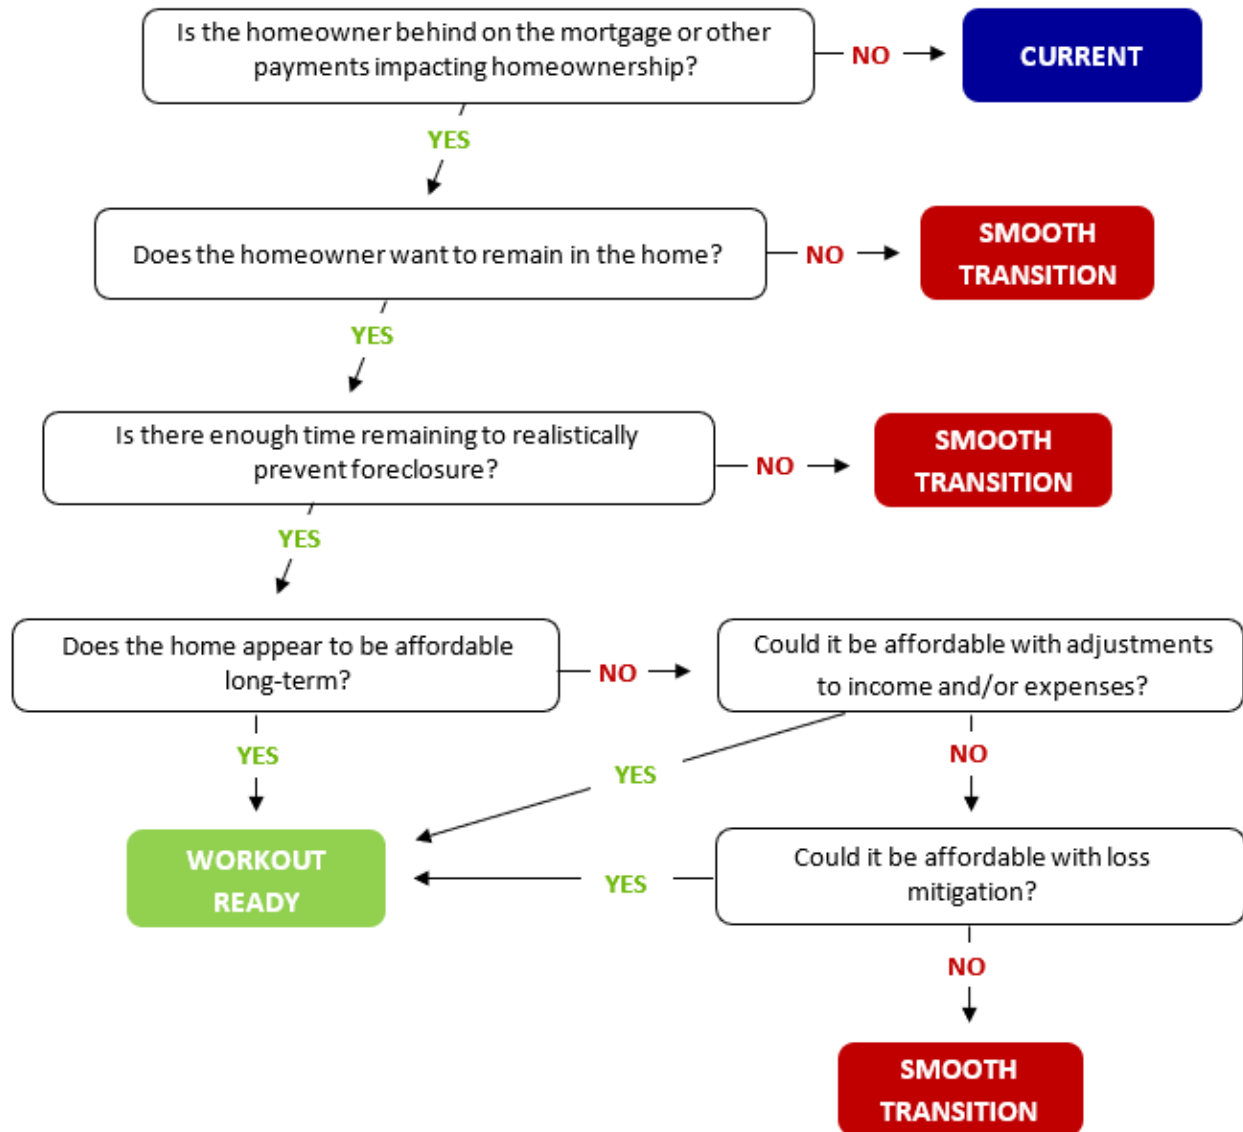 Is the homeowner behind on the mortgage or other
payments impacting homeownership?
NO
CURRENT
YES
Does the homeowner want to remain in the home?
NO
SMOOTH
TRANSITION
YES
Is there enough time remaining to realistically
prevent foreclosure?
NO
SMOOTH
TRANSITION
YES
Does the home appear to be affordable
long-term?
NO
Could it be affordable with adjustments
to income and/or expenses?
YES
YES
NO
WORKOUT
READY
YES
Could it be affordable with loss
mitigation?
NO
SMOOTH
TRANSITION